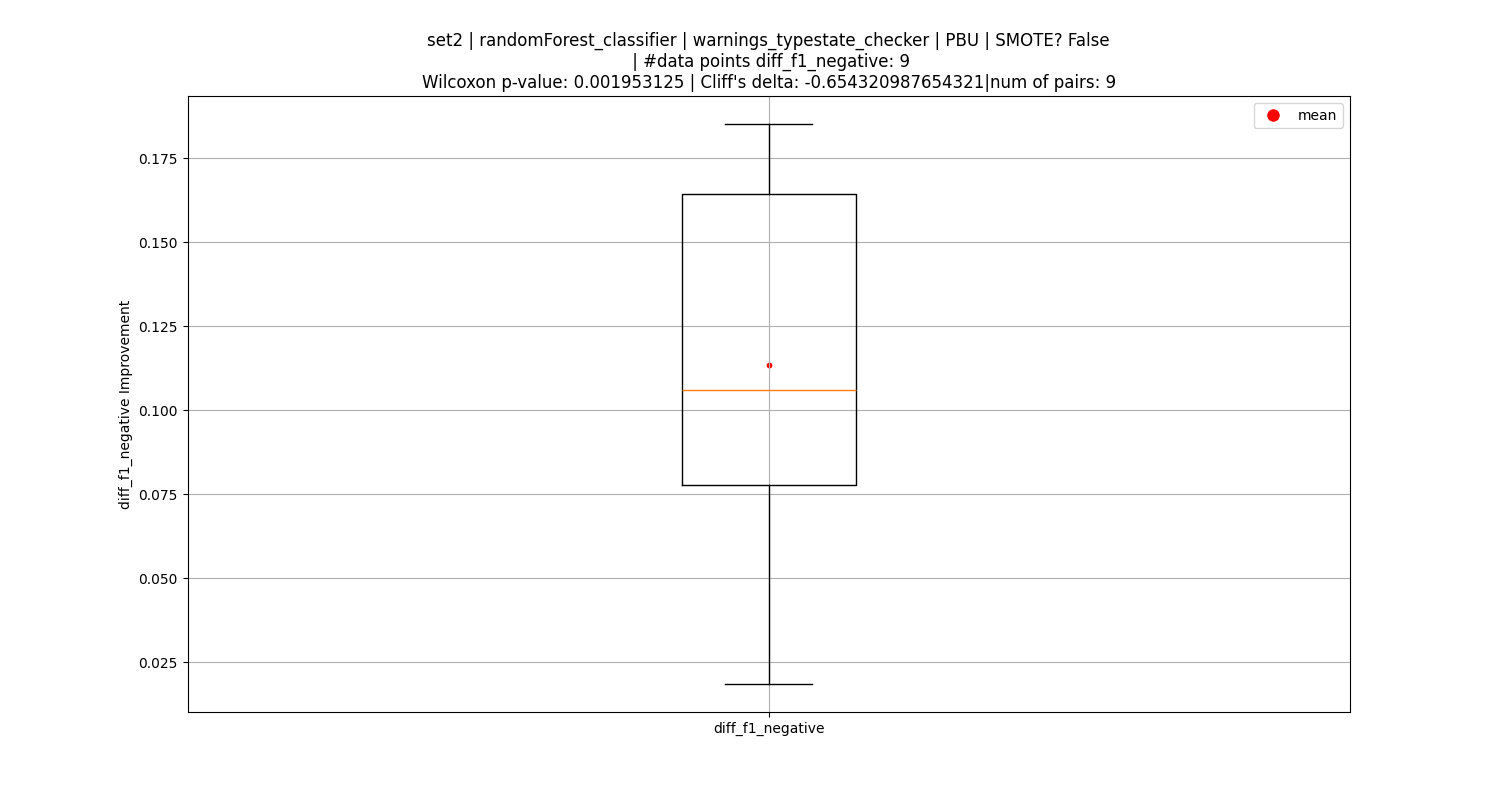 set2 | randomForest_classifier | warnings_typestate_checker | PBU | SMOTE? False
| #data points diff_f1_negative: 9
Wilcoxon p-value: 0.001953125 | Cliff's delta: -0.654320987654321|num of pairs: 9
mean
0.175
0.150
0.125
0.100
0.075
0.050
0.025
diff_f1_negative Improvement
diff_f1_negative